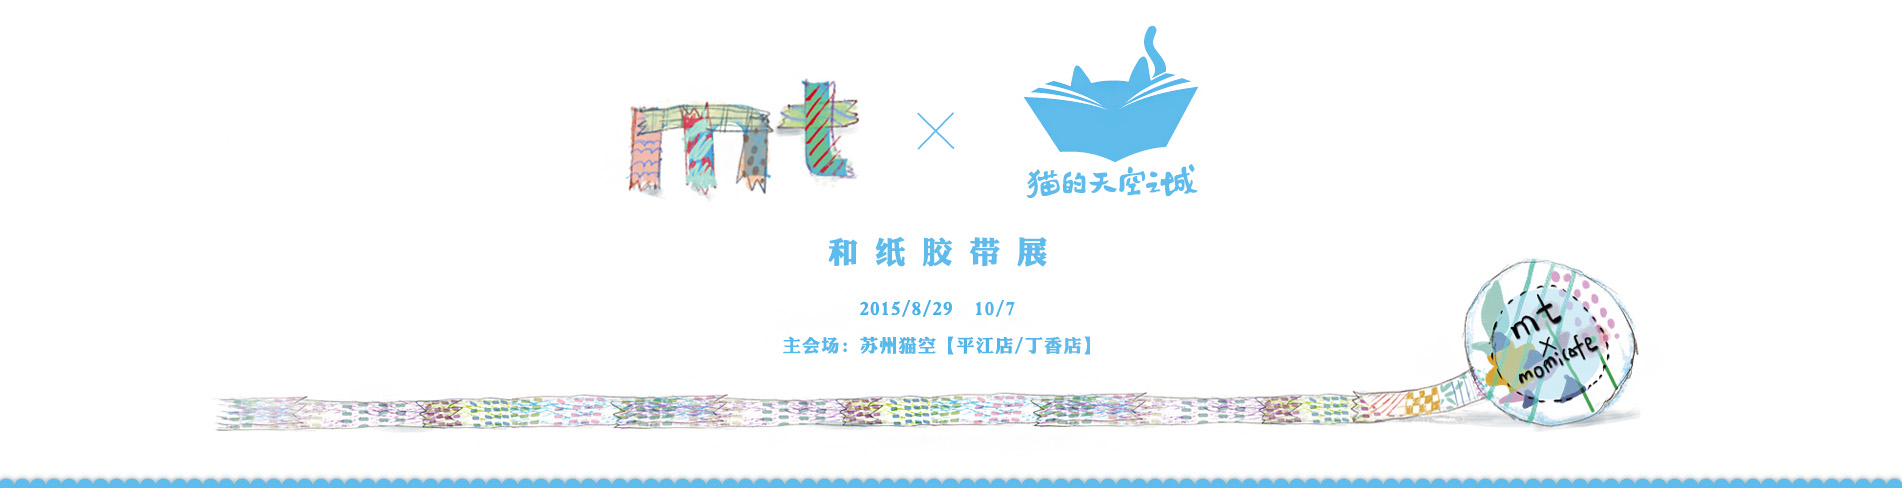 mt × 猫的天空之城
和纸胶带展
2015/8/29 10/7
主会场：苏州猫空【平江店/丁香店】
mt
×
momicafe